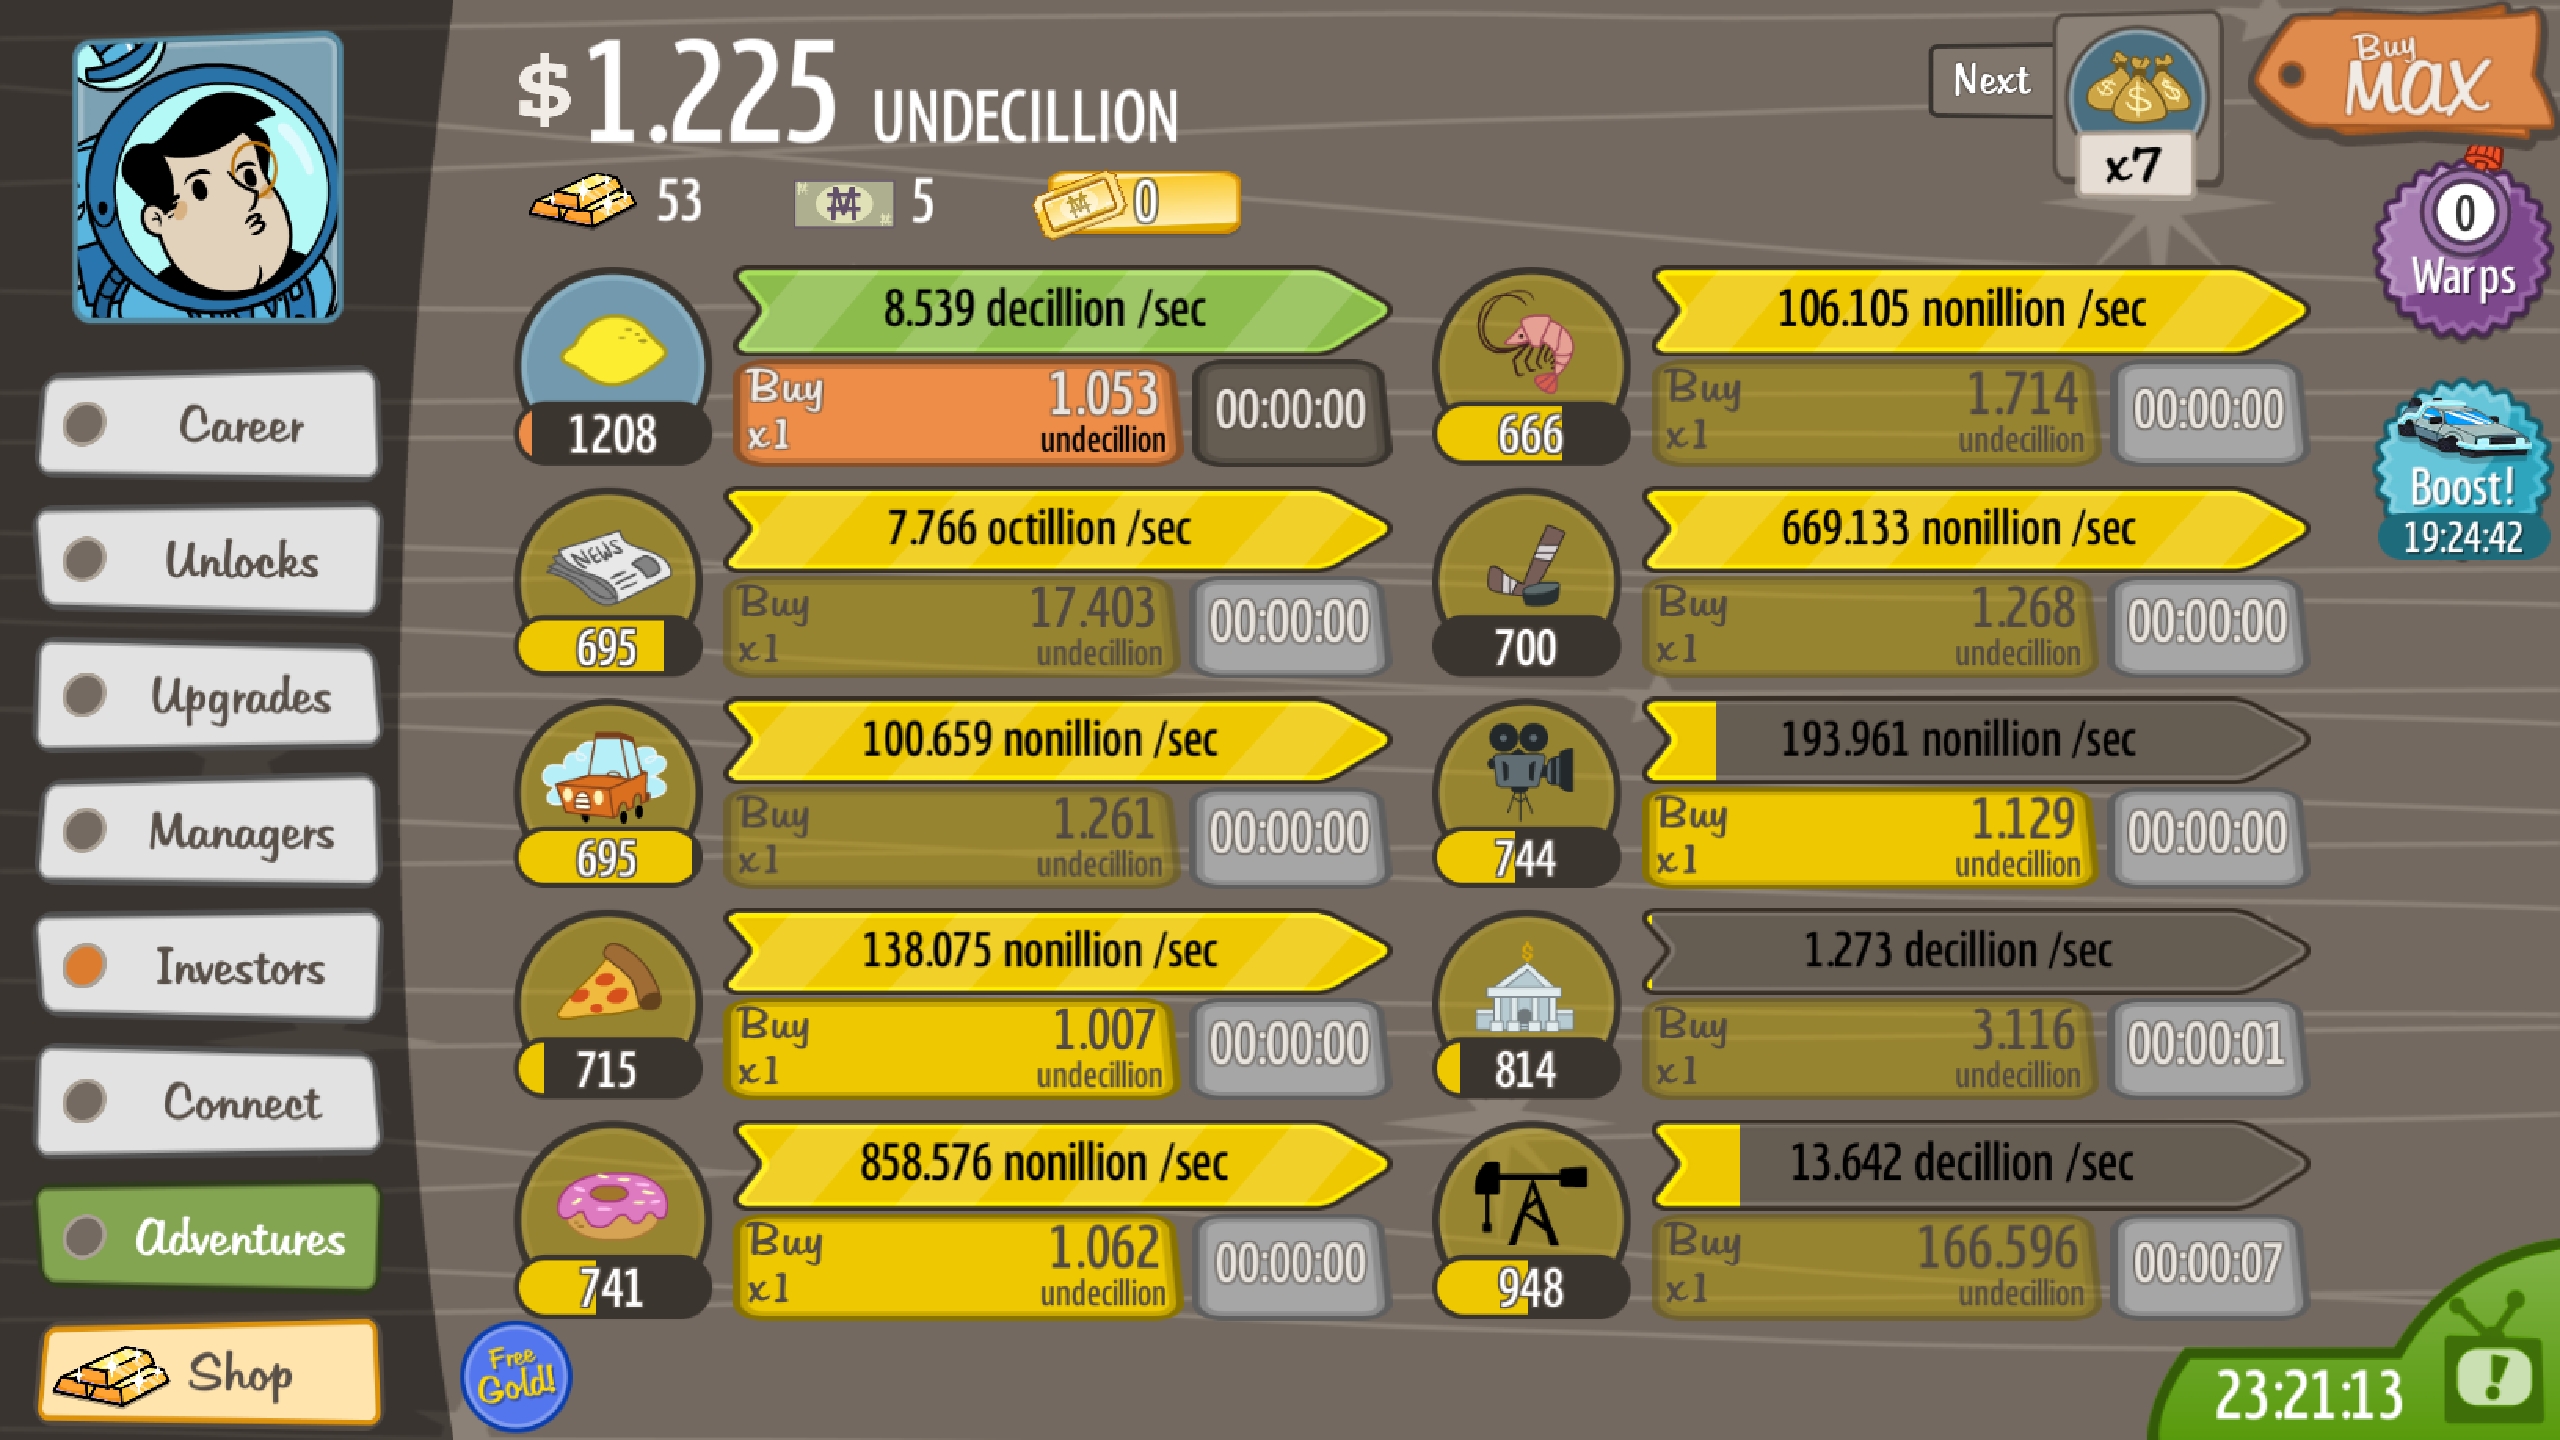 $1.225 UNDECILLION
Next
x7
Buy
MAX
53
5
0
0
Warps
Boost!
19:24:42
Career
Unlocks
Upgrades
Managers
Investors
Connect
Adventures
Shop
8.539 decillion /sec
1208
Buy 1.053
x1 undecillion
00:00:00
106.105 nonillion /sec
666
Buy 1.714
x1 undecillion
00:00:00
NEWS
7.766 octillion /sec
695
Buy 17.403
x1 undecillion
00:00:00
669.133 nonillion /sec
700
Buy 1.268
x1 undecillion
00:00:00
100.659 nonillion /sec
695
Buy 1.261
x1 undecillion
00:00:00
193.961 nonillion /sec
744
Buy 1.129
x1 undecillion
00:00:00
138.075 nonillion /sec
715
Buy 1.007
x1 undecillion
00:00:00
1.273 decillion /sec
814
Buy 3.116
x1 undecillion
00:00:01
858.576 nonillion /sec
741
Buy 1.062
x1 undecillion
00:00:00
13.642 decillion /sec
948
Buy 166.596
x1 undecillion
00:00:07
Free
Gold!
23:21:13
!